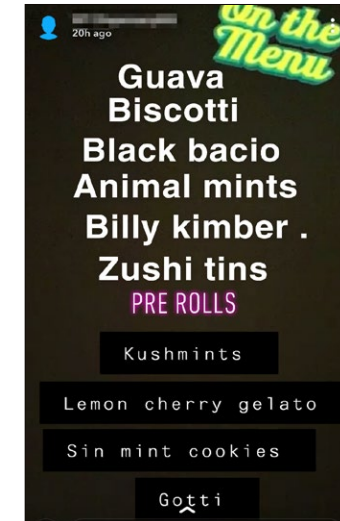 20h ago
On the
Menu
Guava
Biscotti
Black bacio
Animal mints
Billy kimber .
Zushi tins
PRE ROLLS
Kushmints
Lemon cherry gelato
Sin mint cookies
Gotti